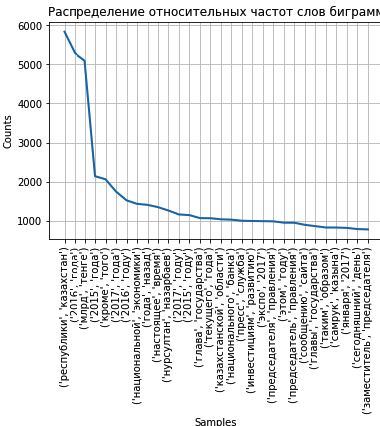 Распределение относительных частот слов биграмм
Counts
6000
5000
4000
3000
2000
1000
('республики', 'казахстан')
('2016', 'года')
('млрд', 'тенге')
('2015', 'года')
('кроме', 'того')
('2017', 'года')
('2016', 'году')
('национальной', 'экономики')
('года', 'назад')
('настоящее', 'время')
('нурсултан', 'назарбаев')
('2017', 'году')
('2015', 'году')
('глава', 'государства')
('текущего', 'года')
('казахстанской', 'области')
('национального', 'банка')
('пресс', 'служба')
('инвестициям', 'развитию')
('экспо', '2017')
('председателя', 'правления')
('этом', 'году')
('председатель', 'правления')
('сообщению', 'сайта')
('главы', 'государства')
('таким', 'образом')
('самрук', 'казына')
('января', '2017')
('сегодняшний', 'день')
('заместитель', 'председателя')
Samples